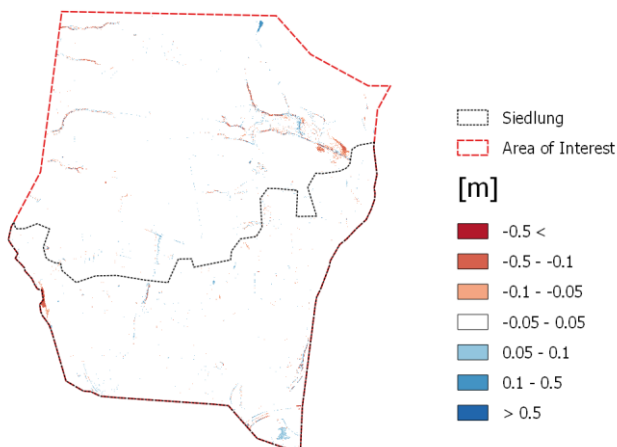 Siedlung
Area of Interest
[m]
-0.5 <
-0.5 - -0.1
-0.1 - -0.05
-0.05 - 0.05
0.05 - 0.1
0.1 - 0.5
> 0.5